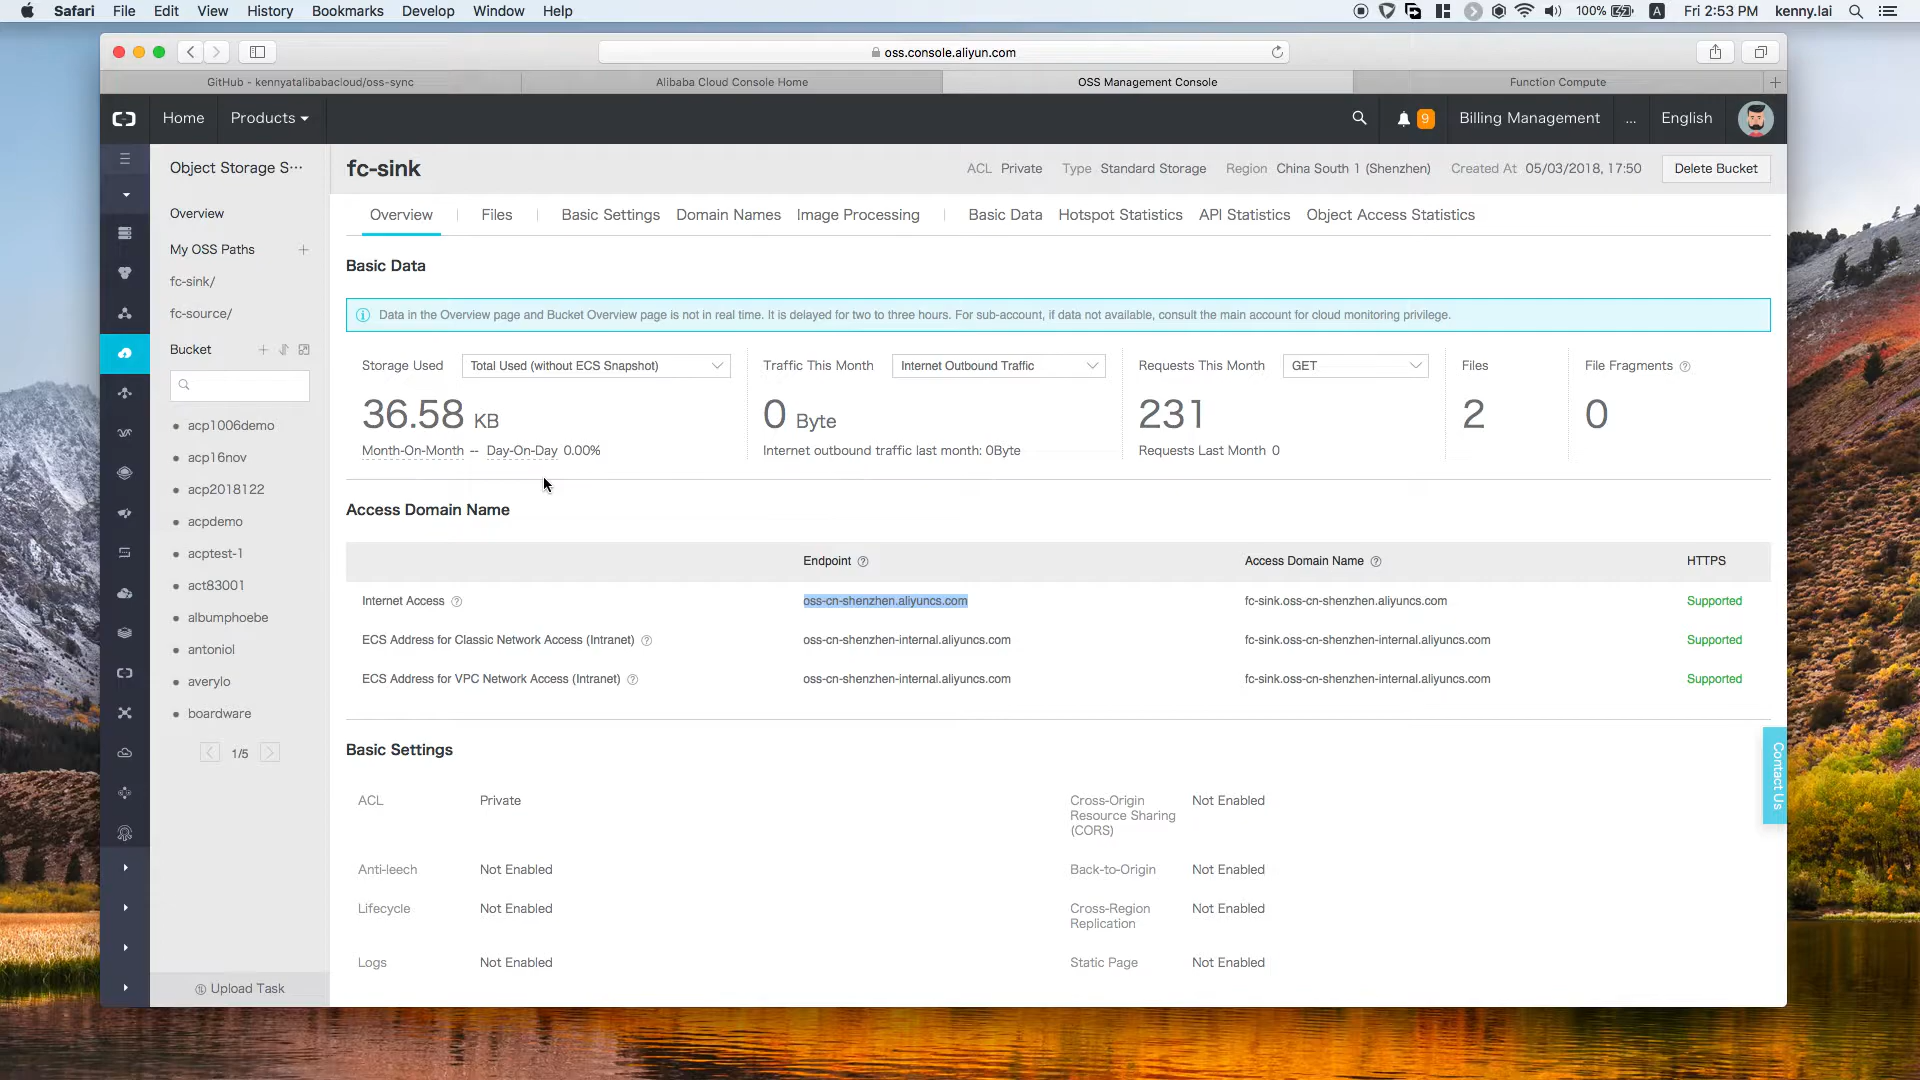 Safari File Edit View History Bookmarks Develop Window Help 100% A Fri 2:53 PM kenny.lai
oss.console.aliyun.com
GitHub - kennyatalibabacloud/oss-sync Alibaba Cloud Console Home OSS Management Console Function Compute
Home Products 9 Billing Management ... English
Object Storage S···
fc-sink ACL Private Type Standard Storage Region China South 1 (Shenzhen) Created At 05/03/2018, 17:50 Delete Bucket
Overview Files Basic Settings Domain Names Image Processing Basic Data Hotspot Statistics API Statistics Object Access Statistics
Overview
My OSS Paths
fc-sink/
fc-source/
Bucket
acp1006demo
acp16nov
acp2018122
acpdemo
acptest-1
act83001
albumphoebe
antoniol
averylo
boardware
1/5
Upload Task
Basic Data
Data in the Overview page and Bucket Overview page is not in real time. It is delayed for two to three hours. For sub-account, if data not available, consult the main account for cloud monitoring privilege.
Storage Used Total Used (without ECS Snapshot) Traffic This Month Internet Outbound Traffic Requests This Month GET Files File Fragments
36.58 KB 0 Byte 231 2 0
Month-On-Month -- Day-On-Day 0.00% Internet outbound traffic last month: 0Byte Requests Last Month 0
Access Domain Name
Endpoint Access Domain Name HTTPS
Internet Access oss-cn-shenzhen.aliyuncs.com fc-sink.oss-cn-shenzhen.aliyuncs.com Supported
ECS Address for Classic Network Access (Intranet) oss-cn-shenzhen-internal.aliyuncs.com fc-sink.oss-cn-shenzhen-internal.aliyuncs.com Supported
ECS Address for VPC Network Access (Intranet) oss-cn-shenzhen-internal.aliyuncs.com fc-sink.oss-cn-shenzhen-internal.aliyuncs.com Supported
Basic Settings
ACL Private Cross-Origin Not Enabled
Resource Sharing
(CORS)
Anti-leech Not Enabled Back-to-Origin Not Enabled
Lifecycle Not Enabled Cross-Region Not Enabled
Replication
Logs Not Enabled Static Page Not Enabled
Contact Us